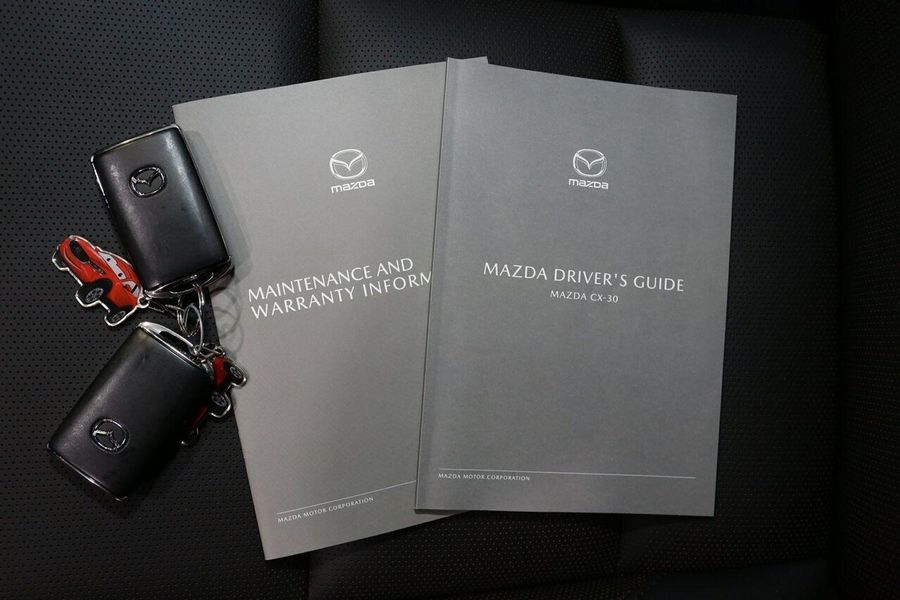 mazda
MAINTENANCE AND
WARRANTY INFORM
MAZDA MOTOR CORPORATION
mazda
MAZDA DRIVER'S GUIDE
MAZDA CX-30
MAZDA MOTOR CORPORATION